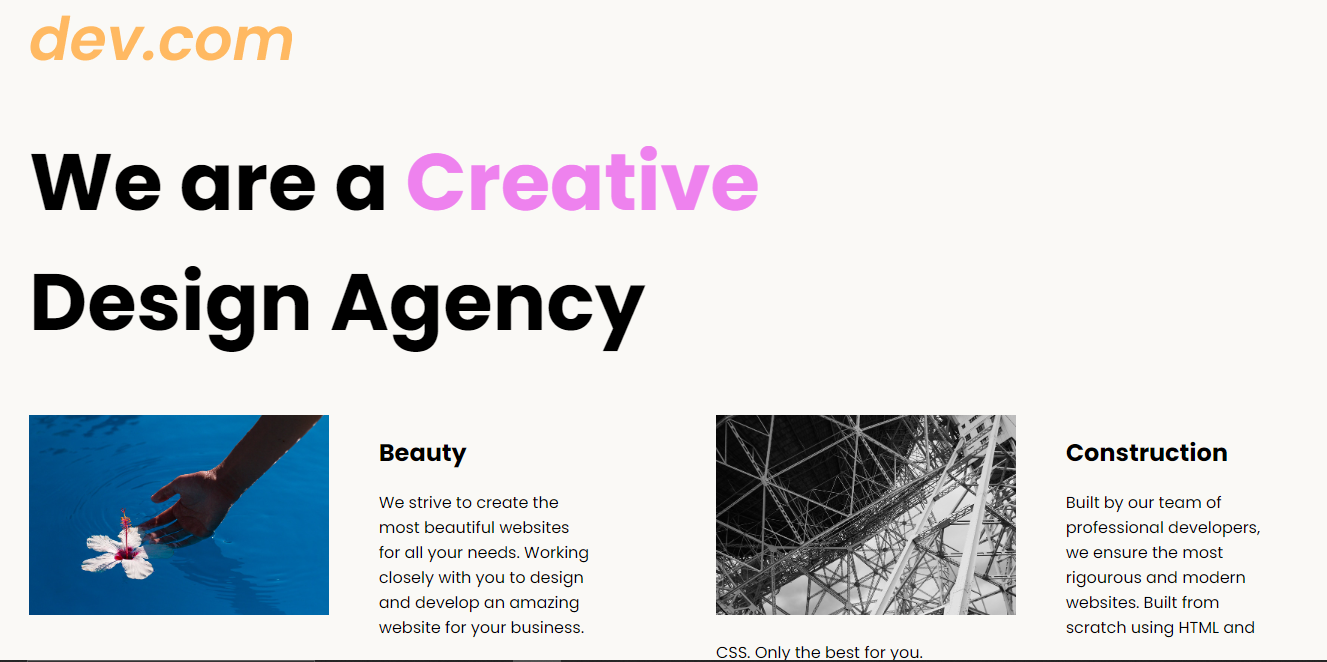 dev.com
We are a Creative
Design Agency
Beauty
We strive to create the
most beautiful websites
for all your needs. Working
closely with you to design
and develop an amazing
website for your business.
Construction
Built by our team of
professional developers,
we ensure the most
rigourous and modern
websites. Built from
scratch using HTML and
CSS. Only the best for you.